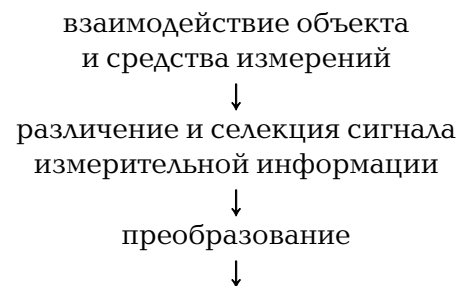 взаимодействие объекта
и средства измерений
↓
различение и селекция сигнала
измерительной информации
↓
преобразование
↓